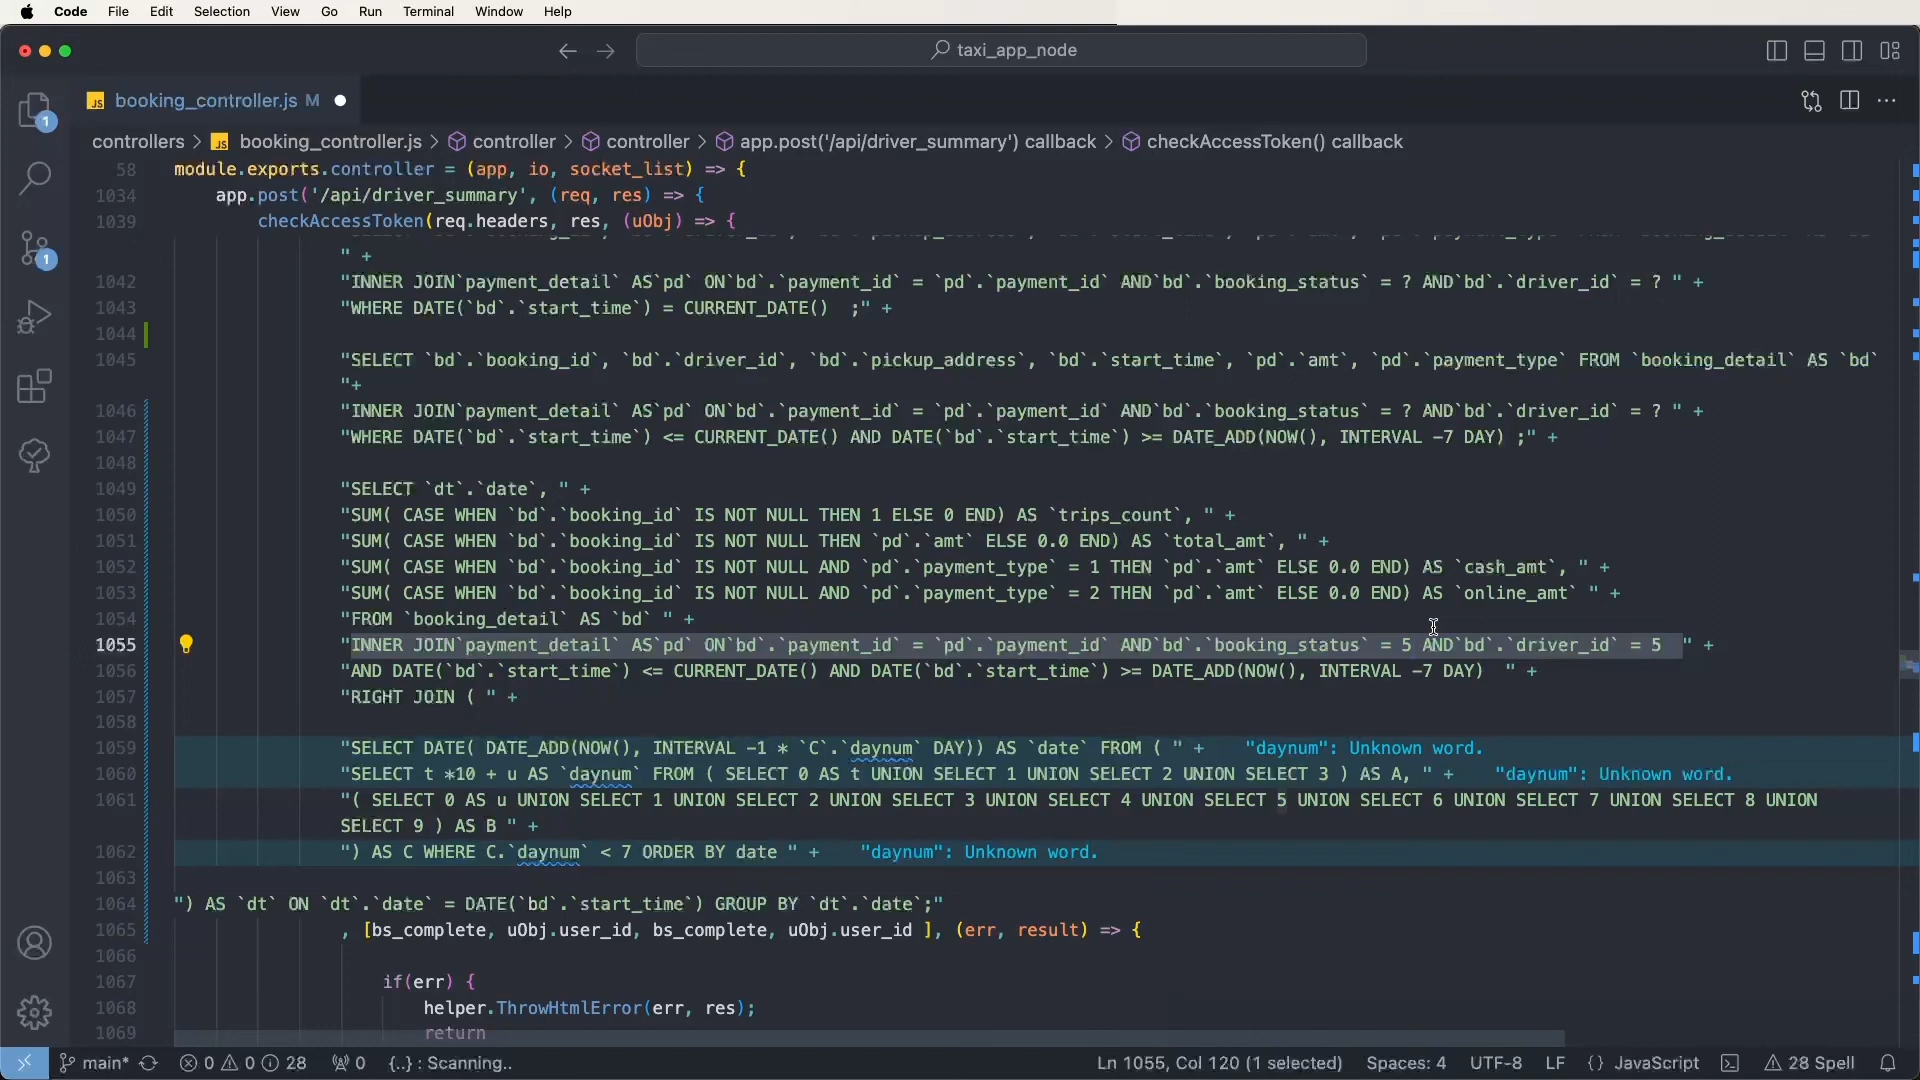 Code File Edit Selection View Go Run Terminal Window Help
taxi_app_node
JS booking_controller.js M
controllers > JS booking_controller.js > controller > controller > app.post('/api/driver_summary') callback > checkAccessToken() callback
58 module.exports.controller = (app, io, socket_list) => {
1034 app.post('/api/driver_summary', (req, res) => {
1039 checkAccessToken(req.headers, res, (uObj) => {
" +
1042 "INNER JOIN`payment_detail` AS`pd` ON`bd`.`payment_id` = `pd`.`payment_id` AND`bd`.`booking_status` = ? AND`bd`.`driver_id` = ? " +
1043 "WHERE DATE(`bd`.`start_time`) = CURRENT_DATE()  ;" +
1044
1045 "SELECT `bd`.`booking_id`, `bd`.`driver_id`, `bd`.`pickup_address`, `bd`.`start_time`, `pd`.`amt`, `pd`.`payment_type` FROM `booking_detail` AS `bd`
"+
1046 "INNER JOIN`payment_detail` AS`pd` ON`bd`.`payment_id` = `pd`.`payment_id` AND`bd`.`booking_status` = ? AND`bd`.`driver_id` = ? " +
1047 "WHERE DATE(`bd`.`start_time`) <= CURRENT_DATE() AND DATE(`bd`.`start_time`) >= DATE_ADD(NOW(), INTERVAL -7 DAY) ;" +
1048
1049 "SELECT `dt`.`date`, " +
1050 "SUM( CASE WHEN `bd`.`booking_id` IS NOT NULL THEN 1 ELSE 0 END) AS `trips_count`, " +
1051 "SUM( CASE WHEN `bd`.`booking_id` IS NOT NULL THEN `pd`.`amt` ELSE 0.0 END) AS `total_amt`, " +
1052 "SUM( CASE WHEN `bd`.`booking_id` IS NOT NULL AND `pd`.`payment_type` = 1 THEN `pd`.`amt` ELSE 0.0 END) AS `cash_amt`, " +
1053 "SUM( CASE WHEN `bd`.`booking_id` IS NOT NULL AND `pd`.`payment_type` = 2 THEN `pd`.`amt` ELSE 0.0 END) AS `online_amt` " +
1054 "FROM `booking_detail` AS `bd` " +
1055 "INNER JOIN`payment_detail` AS`pd` ON`bd`.`payment_id` = `pd`.`payment_id` AND`bd`.`booking_status` = 5 AND`bd`.`driver_id` = 5  " +
1056 "AND DATE(`bd`.`start_time`) <= CURRENT_DATE() AND DATE(`bd`.`start_time`) >= DATE_ADD(NOW(), INTERVAL -7 DAY)  " +
1057 "RIGHT JOIN ( " +
1058
1059 "SELECT DATE( DATE_ADD(NOW(), INTERVAL -1 * `C`.`daynum` DAY)) AS `date` FROM ( " + "daynum": Unknown word.
1060 "SELECT t *10 + u AS `daynum` FROM ( SELECT 0 AS t UNION SELECT 1 UNION SELECT 2 UNION SELECT 3 ) AS A, " + "daynum": Unknown word.
1061 "( SELECT 0 AS u UNION SELECT 1 UNION SELECT 2 UNION SELECT 3 UNION SELECT 4 UNION SELECT 5 UNION SELECT 6 UNION SELECT 7 UNION SELECT 8 UNION
SELECT 9 ) AS B " +
1062 ") AS C WHERE C.`daynum` < 7 ORDER BY date " + "daynum": Unknown word.
1063
1064 ") AS `dt` ON `dt`.`date` = DATE(`bd`.`start_time`) GROUP BY `dt`.`date`;"
1065 , [bs_complete, uObj.user_id, bs_complete, uObj.user_id ], (err, result) => {
1066
1067 if(err) {
1068 helper.ThrowHtmlError(err, res);
1069 return
main* 0 0 28 0 {..} : Scanning.. Ln 1055, Col 120 (1 selected) Spaces: 4 UTF-8 LF {} JavaScript 28 Spell